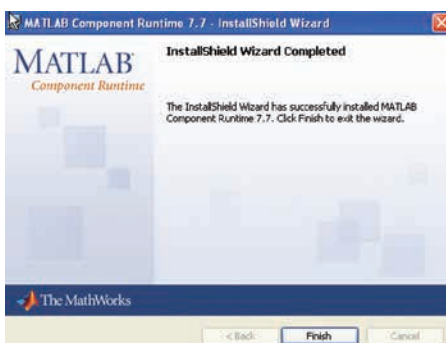 MATLAB Component Runtime 7.7 - InstallShield Wizard
MATLAB
Component Runtime
InstallShield Wizard Completed
The InstallShield Wizard has successfully installed MATLAB
Component Runtime 7.7. Click Finish to exit the wizard.
The MathWorks
< Back
Finish
Cancel